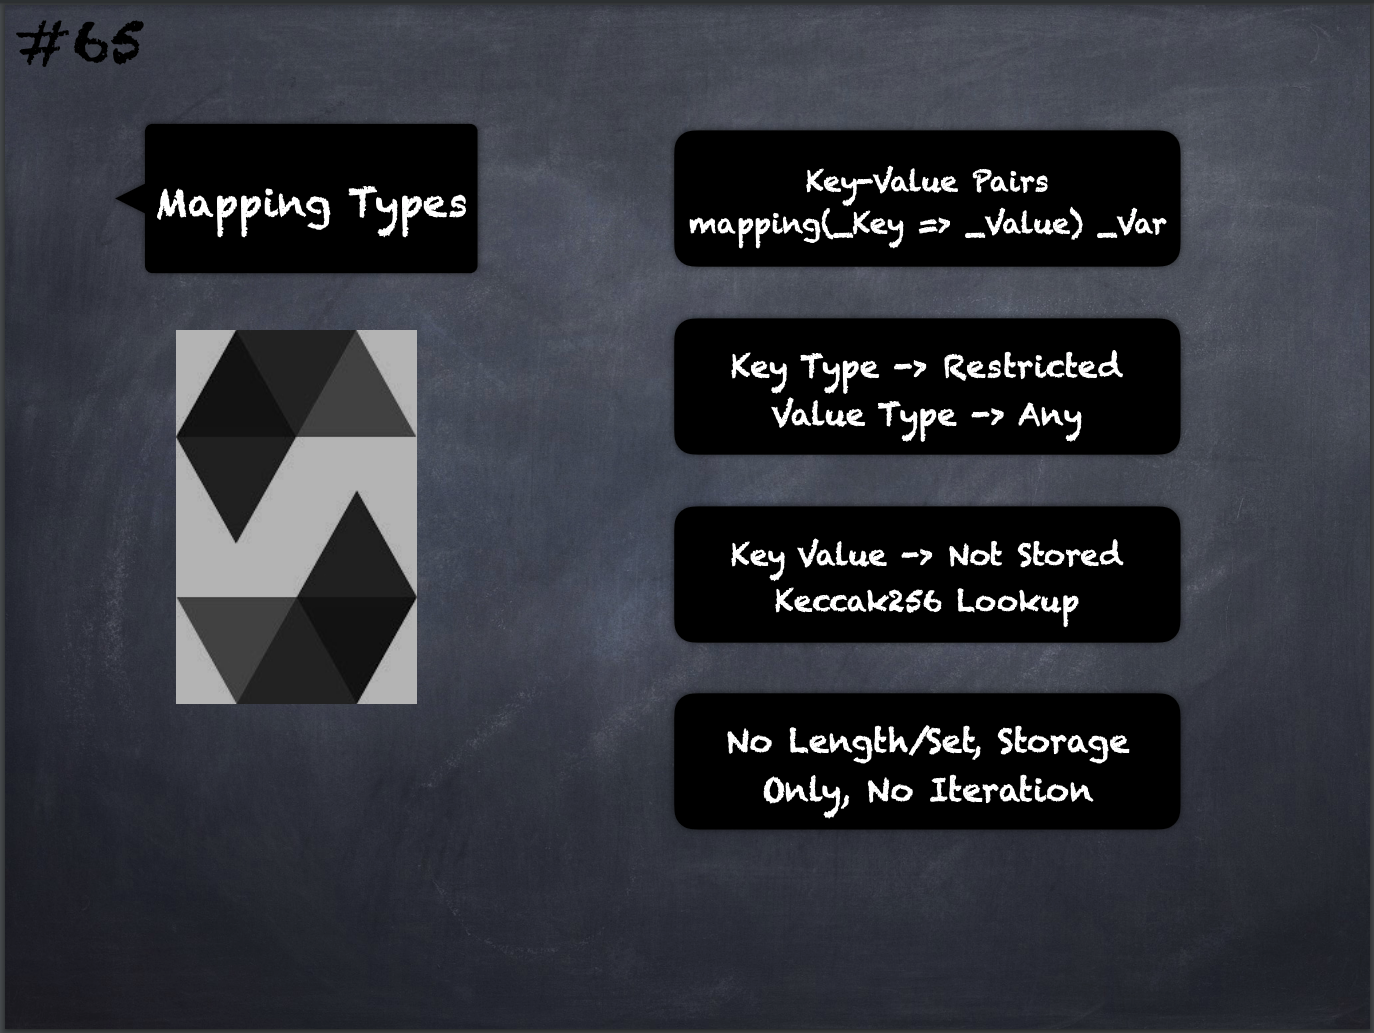 #65
Mapping Types
Key-Value Pairs
mapping(_Key => _Value) _Var
Key Type -> Restricted
Value Type -> Any
Key Value -> Not Stored
Keccak256 Lookup
No Length/Set, Storage
Only, No Iteration